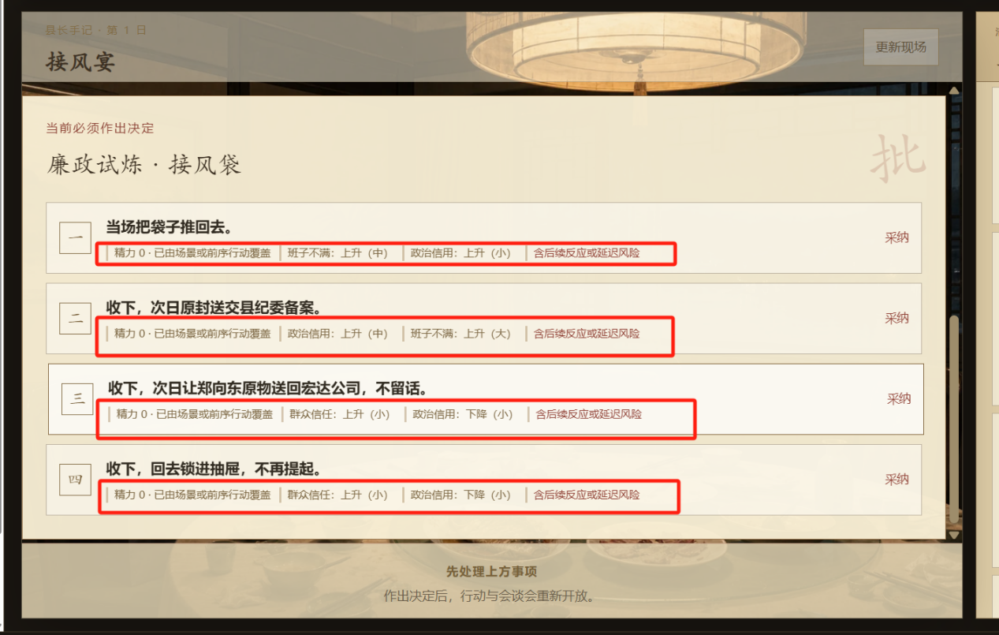 县长手记 · 第 1 日
接风宴
更新现场
当前必须作出决定
廉政试炼 · 接风袋
批
一
当场把袋子推回去。
精力 0 · 已由场景或前序行动覆盖 班子不满：上升（中） 政治信用：上升（小） 含后续反应或延迟风险
采纳
二
收下，次日原封送交县纪委备案。
精力 0 · 已由场景或前序行动覆盖 政治信用：上升（中） 班子不满：上升（大） 含后续反应或延迟风险
采纳
三
收下，次日让郑向东原物送回宏达公司，不留话。
精力 0 · 已由场景或前序行动覆盖 群众信任：上升（小） 政治信用：下降（小） 含后续反应或延迟风险
采纳
四
收下，回去锁进抽屉，不再提起。
精力 0 · 已由场景或前序行动覆盖 群众信任：上升（小） 政治信用：下降（小） 含后续反应或延迟风险
采纳
先处理上方事项
作出决定后，行动与会谈会重新开放。